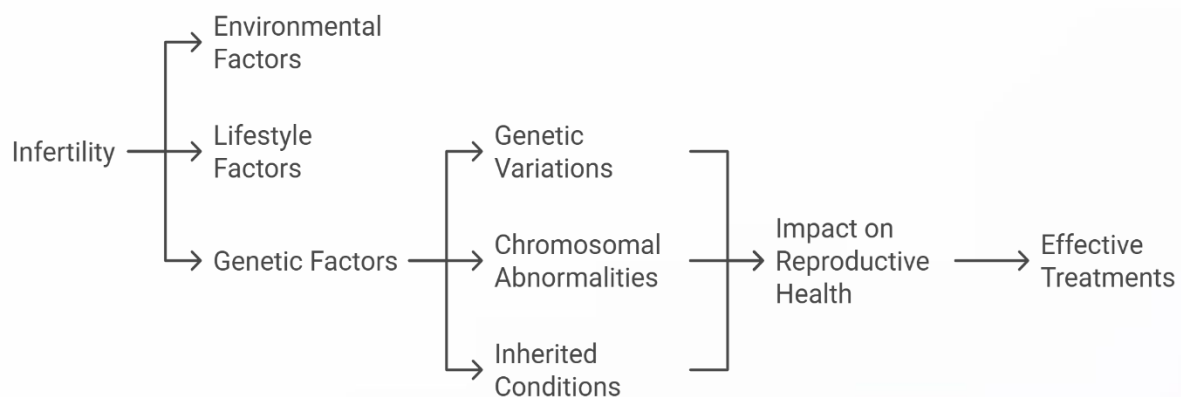 Environmental
Factors
Infertility
Lifestyle
Factors
Genetic Factors
Genetic
Variations
Chromosomal
Abnormalities
Inherited
Conditions
Impact on
Reproductive
Health
Effective
Treatments